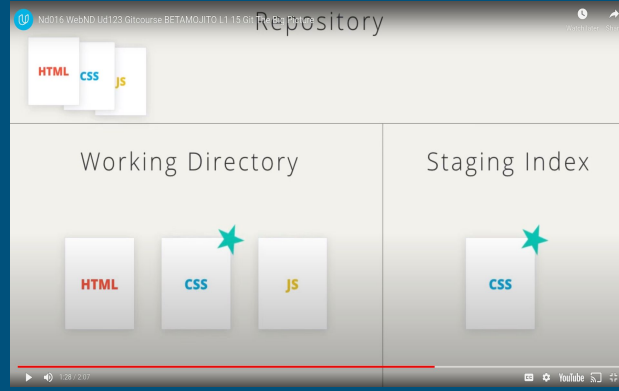 Nd016 WebND Ud123 Gitcourse BETAMOJITO L1 15 Git The Big Picture
Repository
HTML
CSS
JS
Working Directory
Staging Index
HTML
CSS
JS
CSS
1:28 / 2:07
CC
YouTube